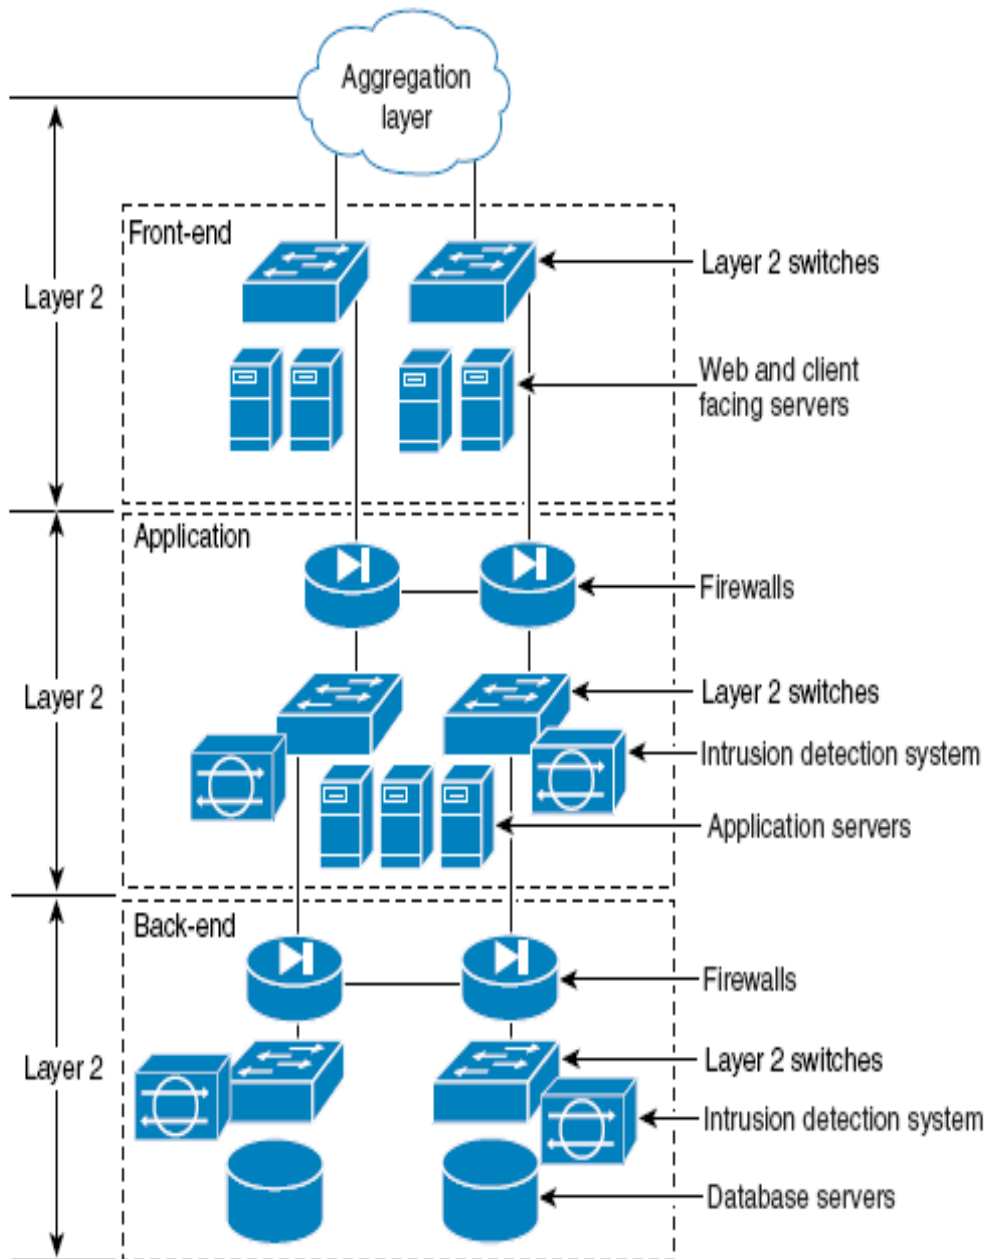 Aggregation
layer
Front-end
Layer 2 switches
Layer 2
Web and client
facing servers
Application
Firewalls
Layer 2 switches
Layer 2
Intrusion detection system
Application servers
Back-end
Firewalls
Layer 2 switches
Layer 2
Intrusion detection system
Database servers